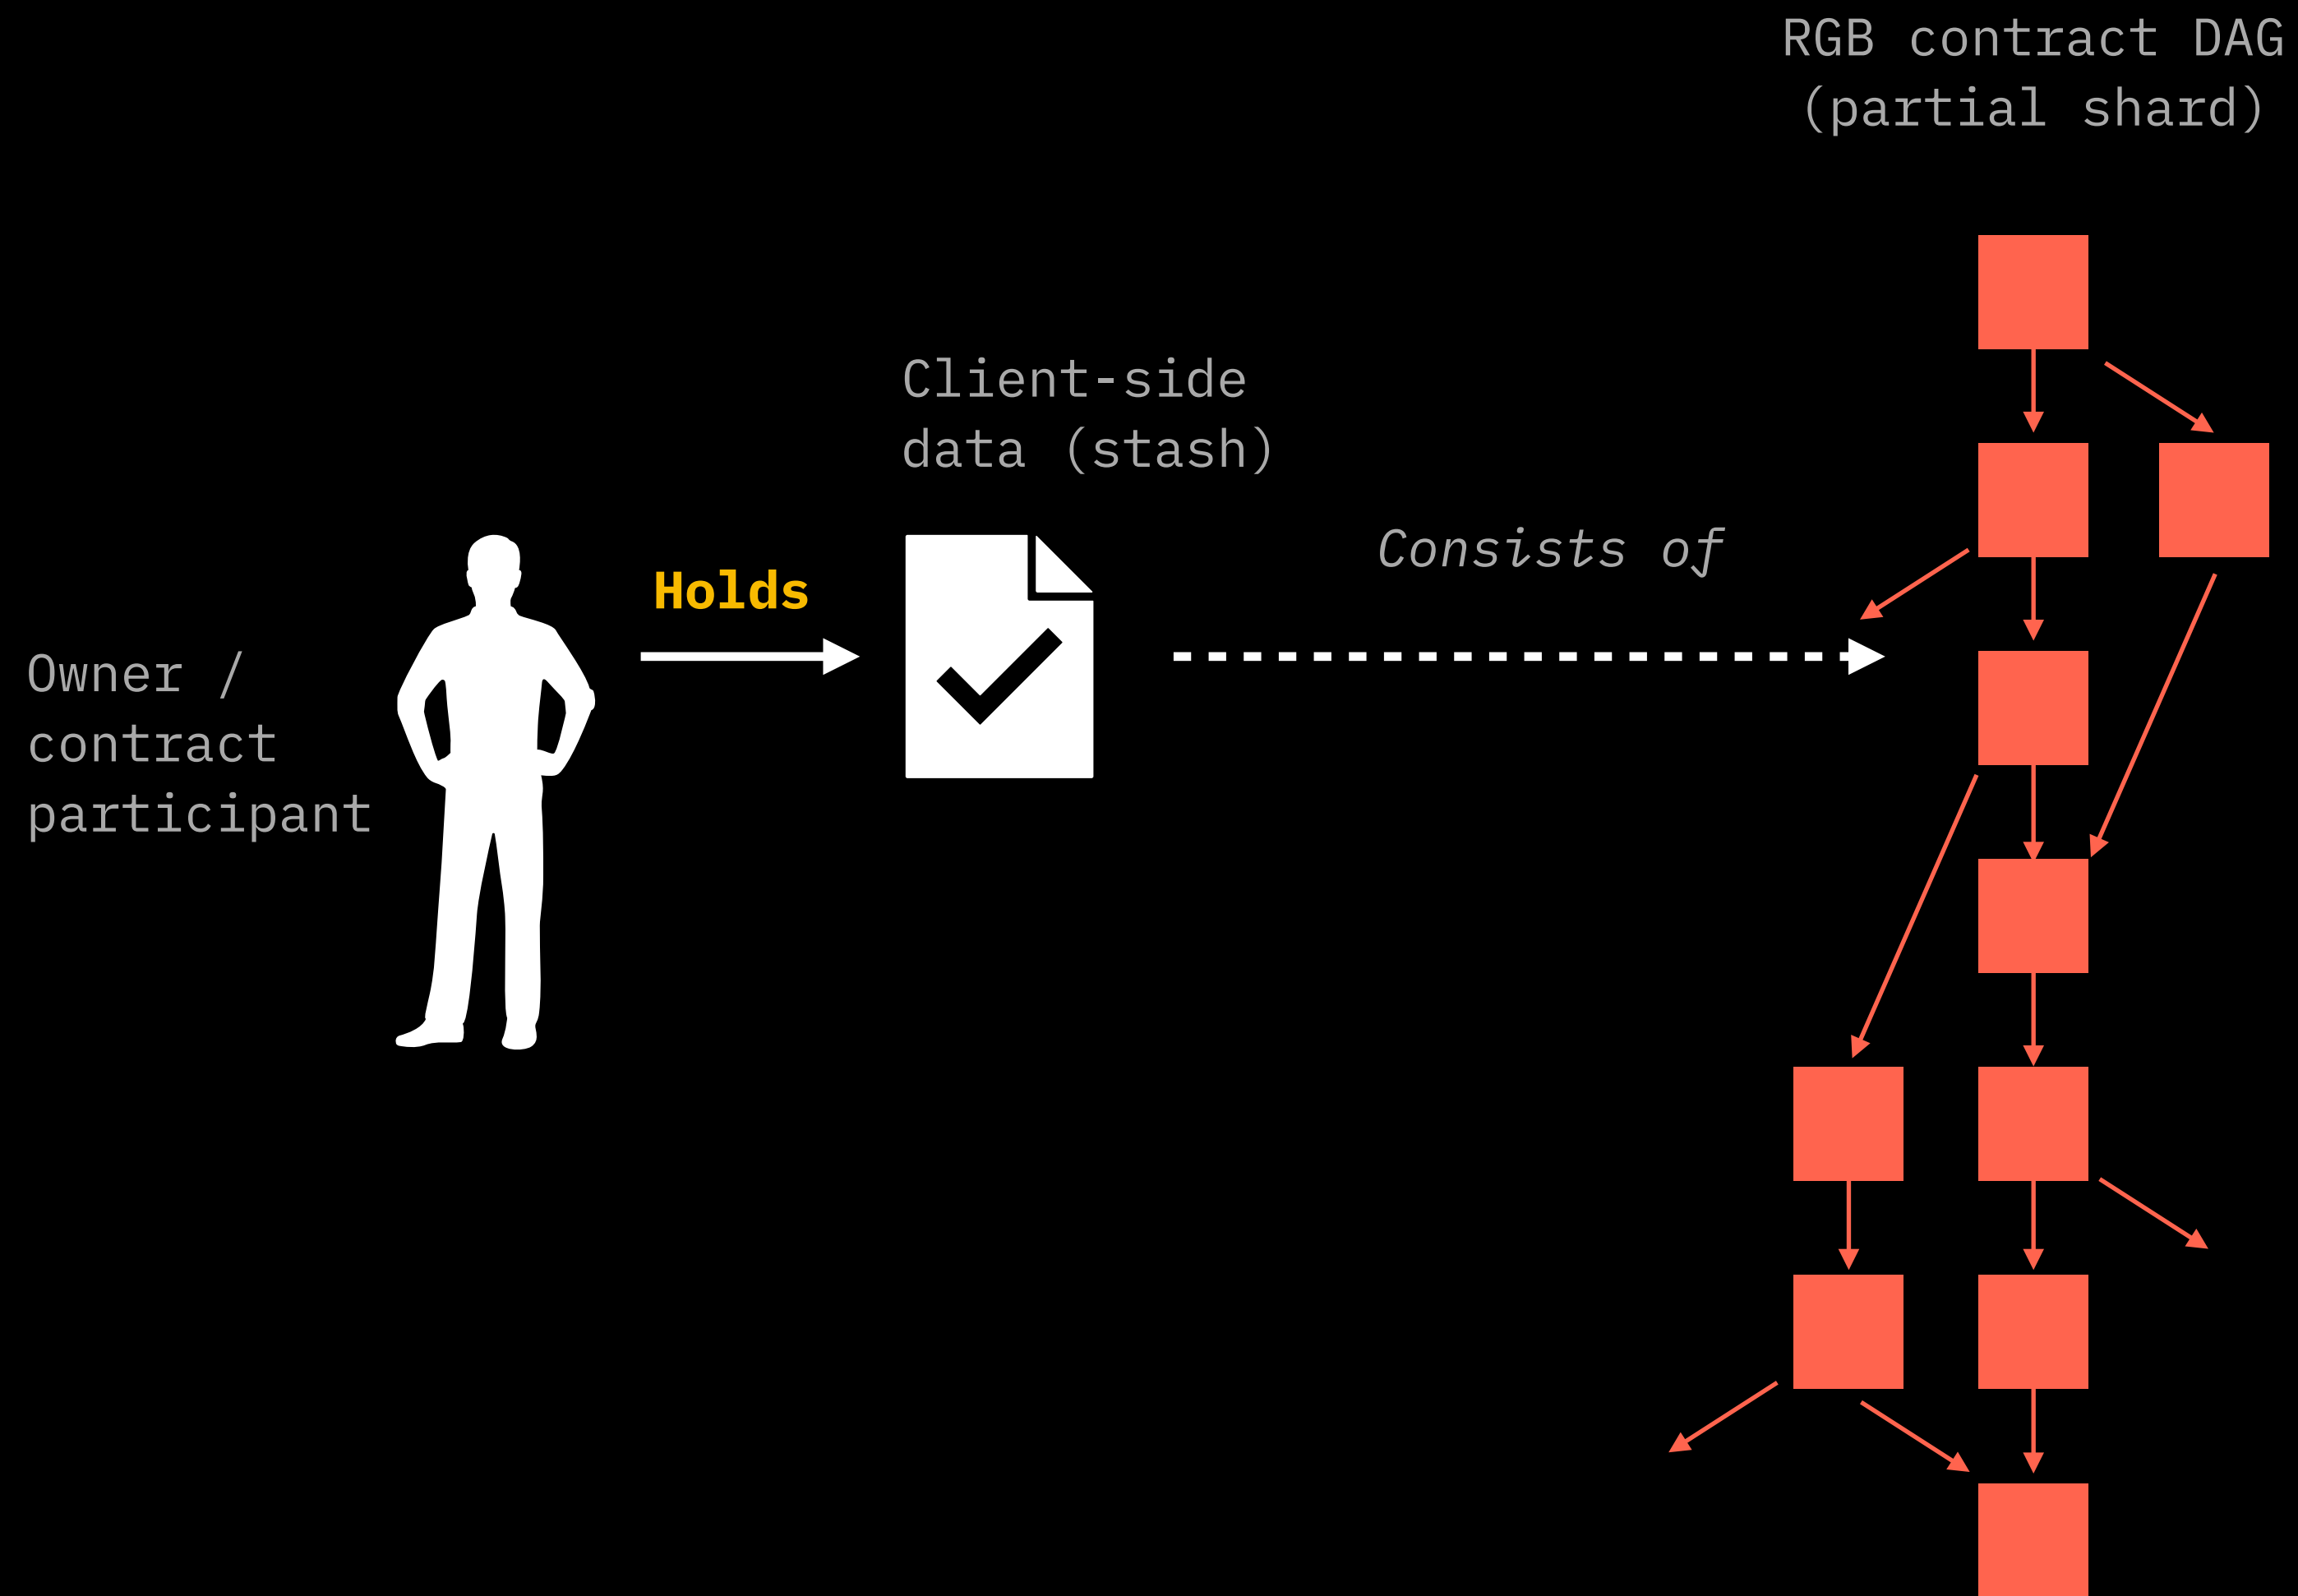 RGB contract DAG
(partial shard)
Client-side
data (stash)
Consists of
Holds
Owner /
contract
participant